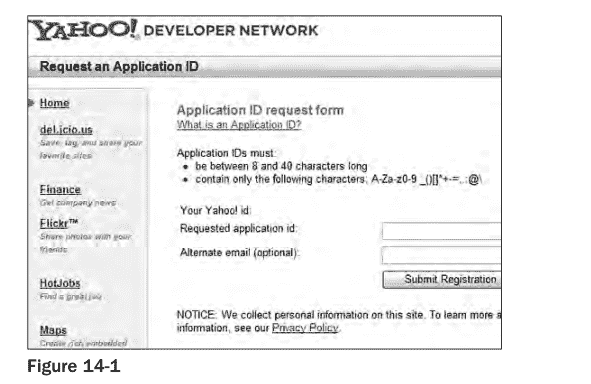 YAHOO! DEVELOPER NETWORK
Request an Application ID
Home
del.icio.us
Save, tag, and share your
favorite sites
Finance
Get company news
Flickr™
Share photos with your
friends
HotJobs
Find a great job
Maps
Create rich embedded
Application ID request form
What is an Application ID?
Application IDs must:
• be between 8 and 40 characters long
• contain only the following characters: A-Za-z0-9 _()[]*+-=,.:@\
Your Yahoo! id:
Requested application id:
Alternate email (optional):
Submit Registration
NOTICE: We collect personal information on this site. To learn more a
information, see our Privacy Policy.
Figure 14-1